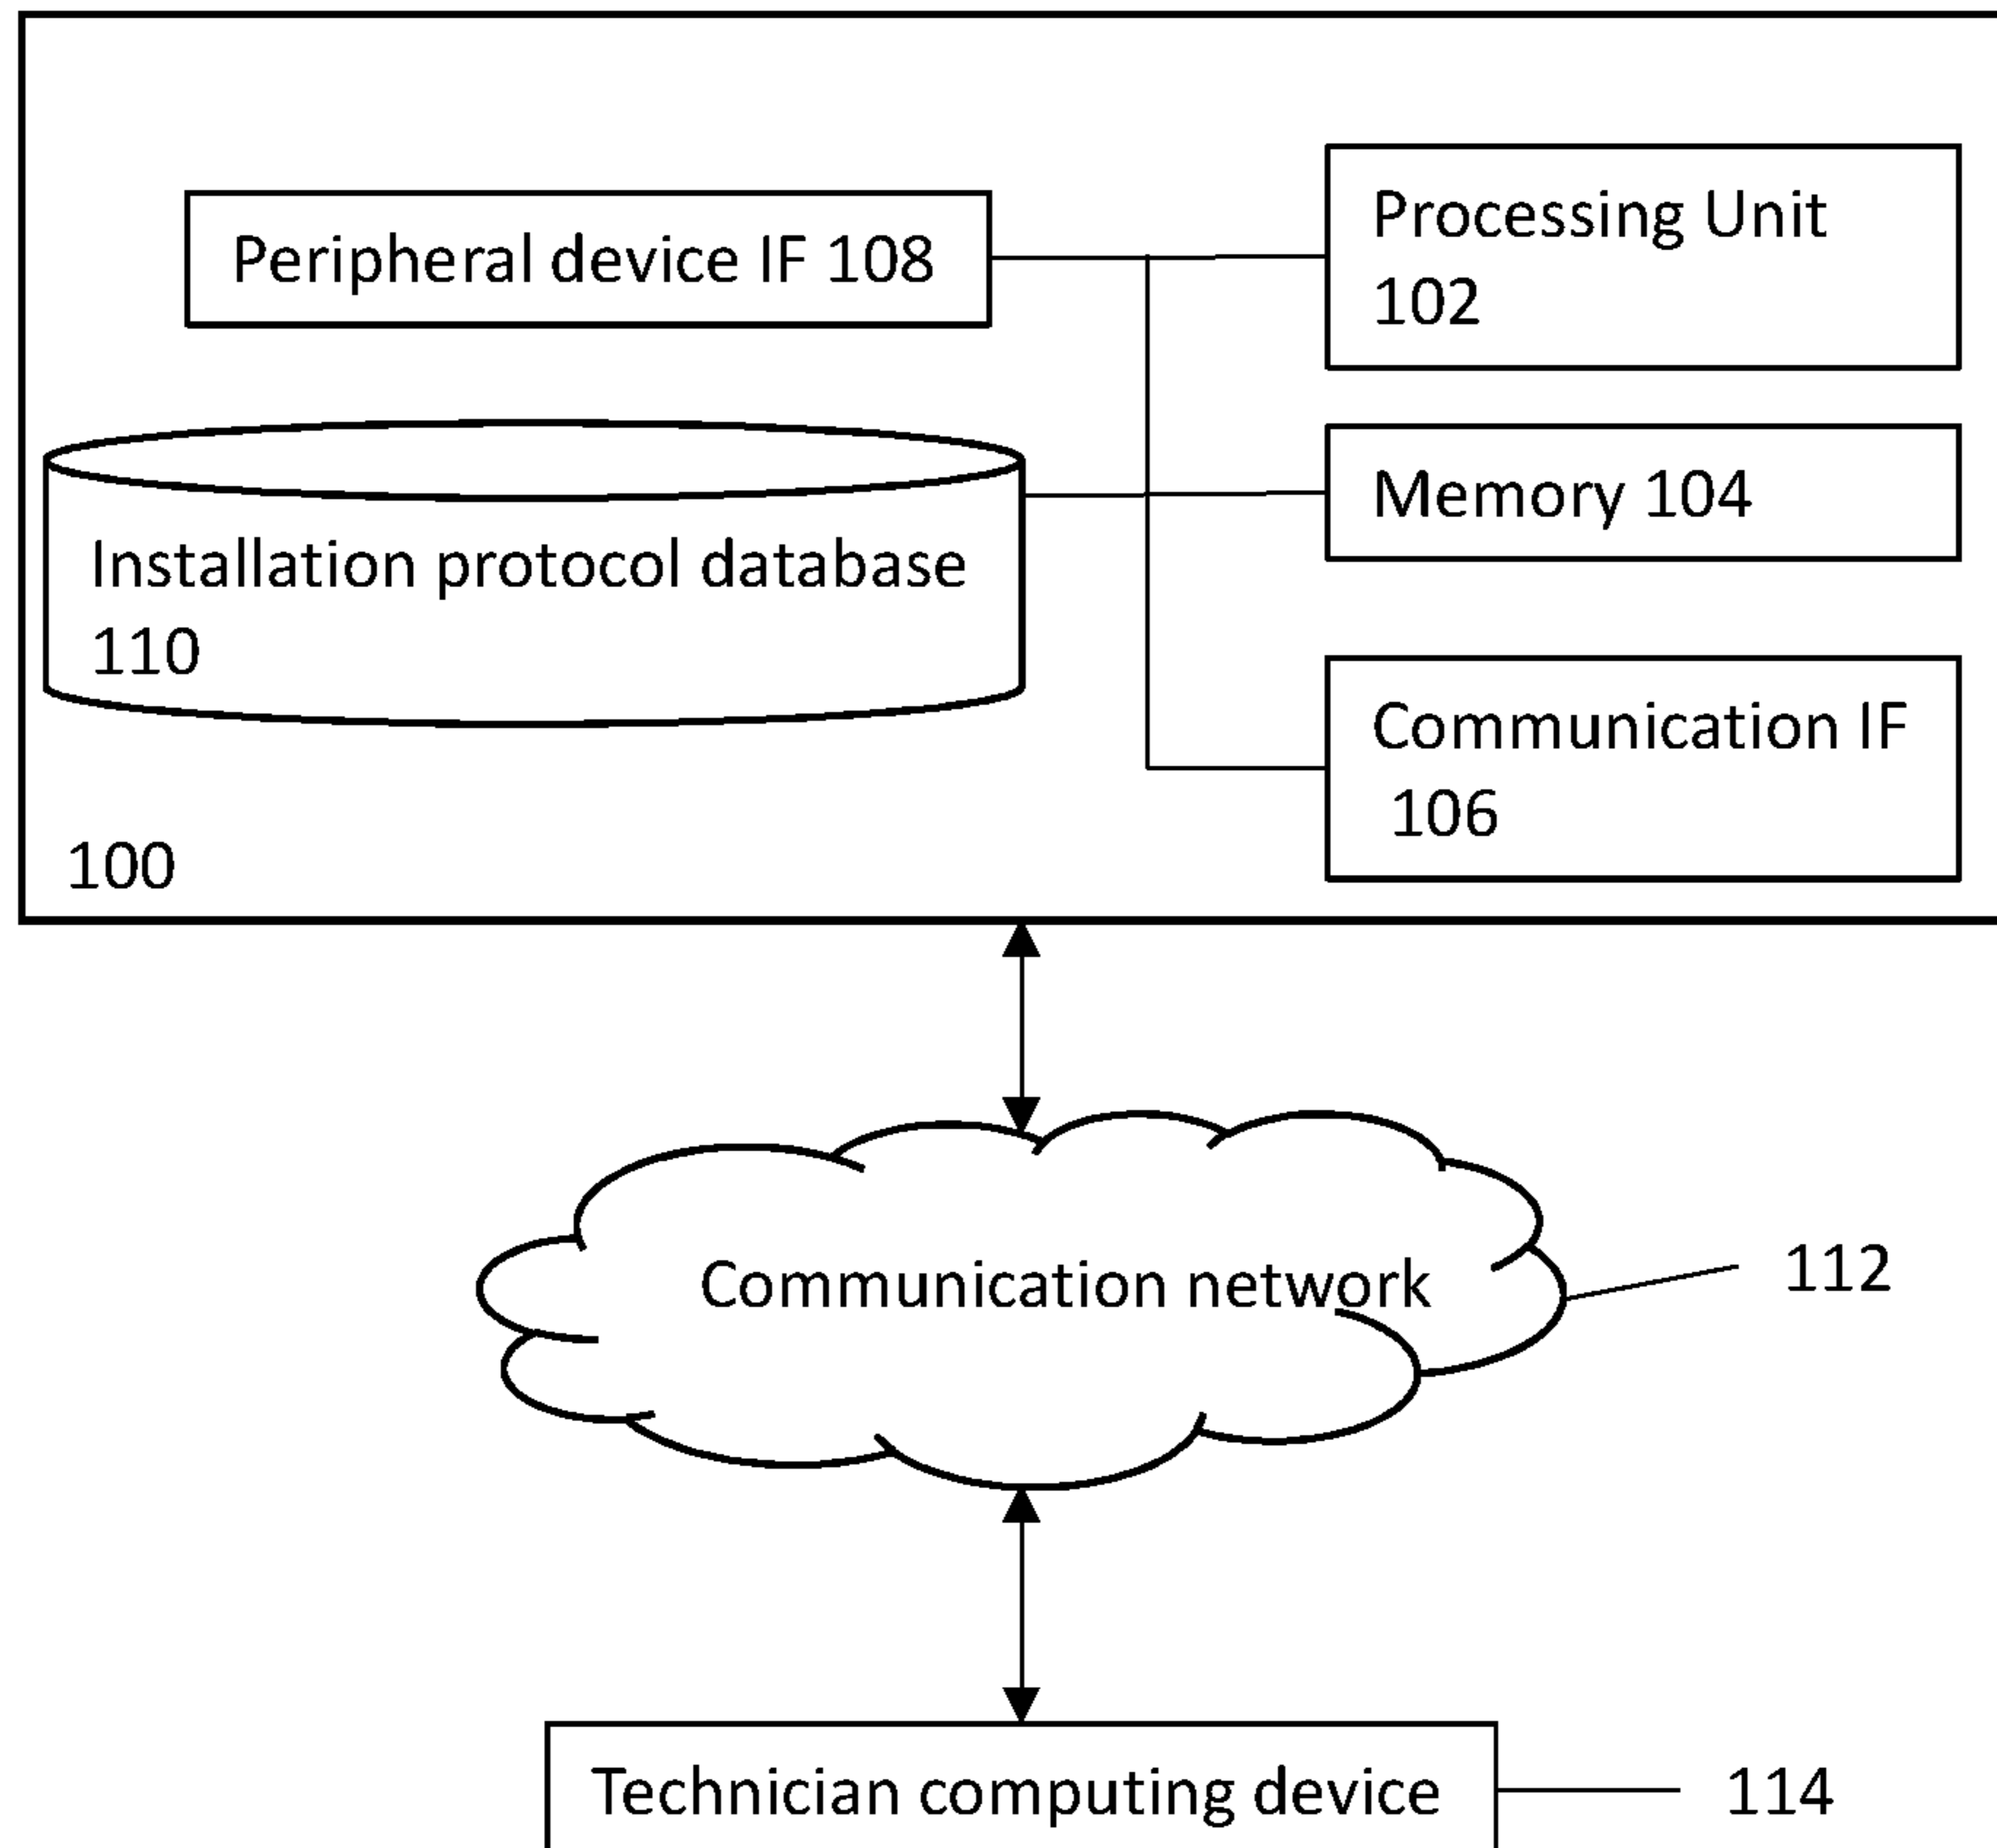 Peripheral device IF 108
Processing Unit
102
Installation protocol database
110
Memory 104
Communication IF
106
100
Communication network
112
Technician computing device
114